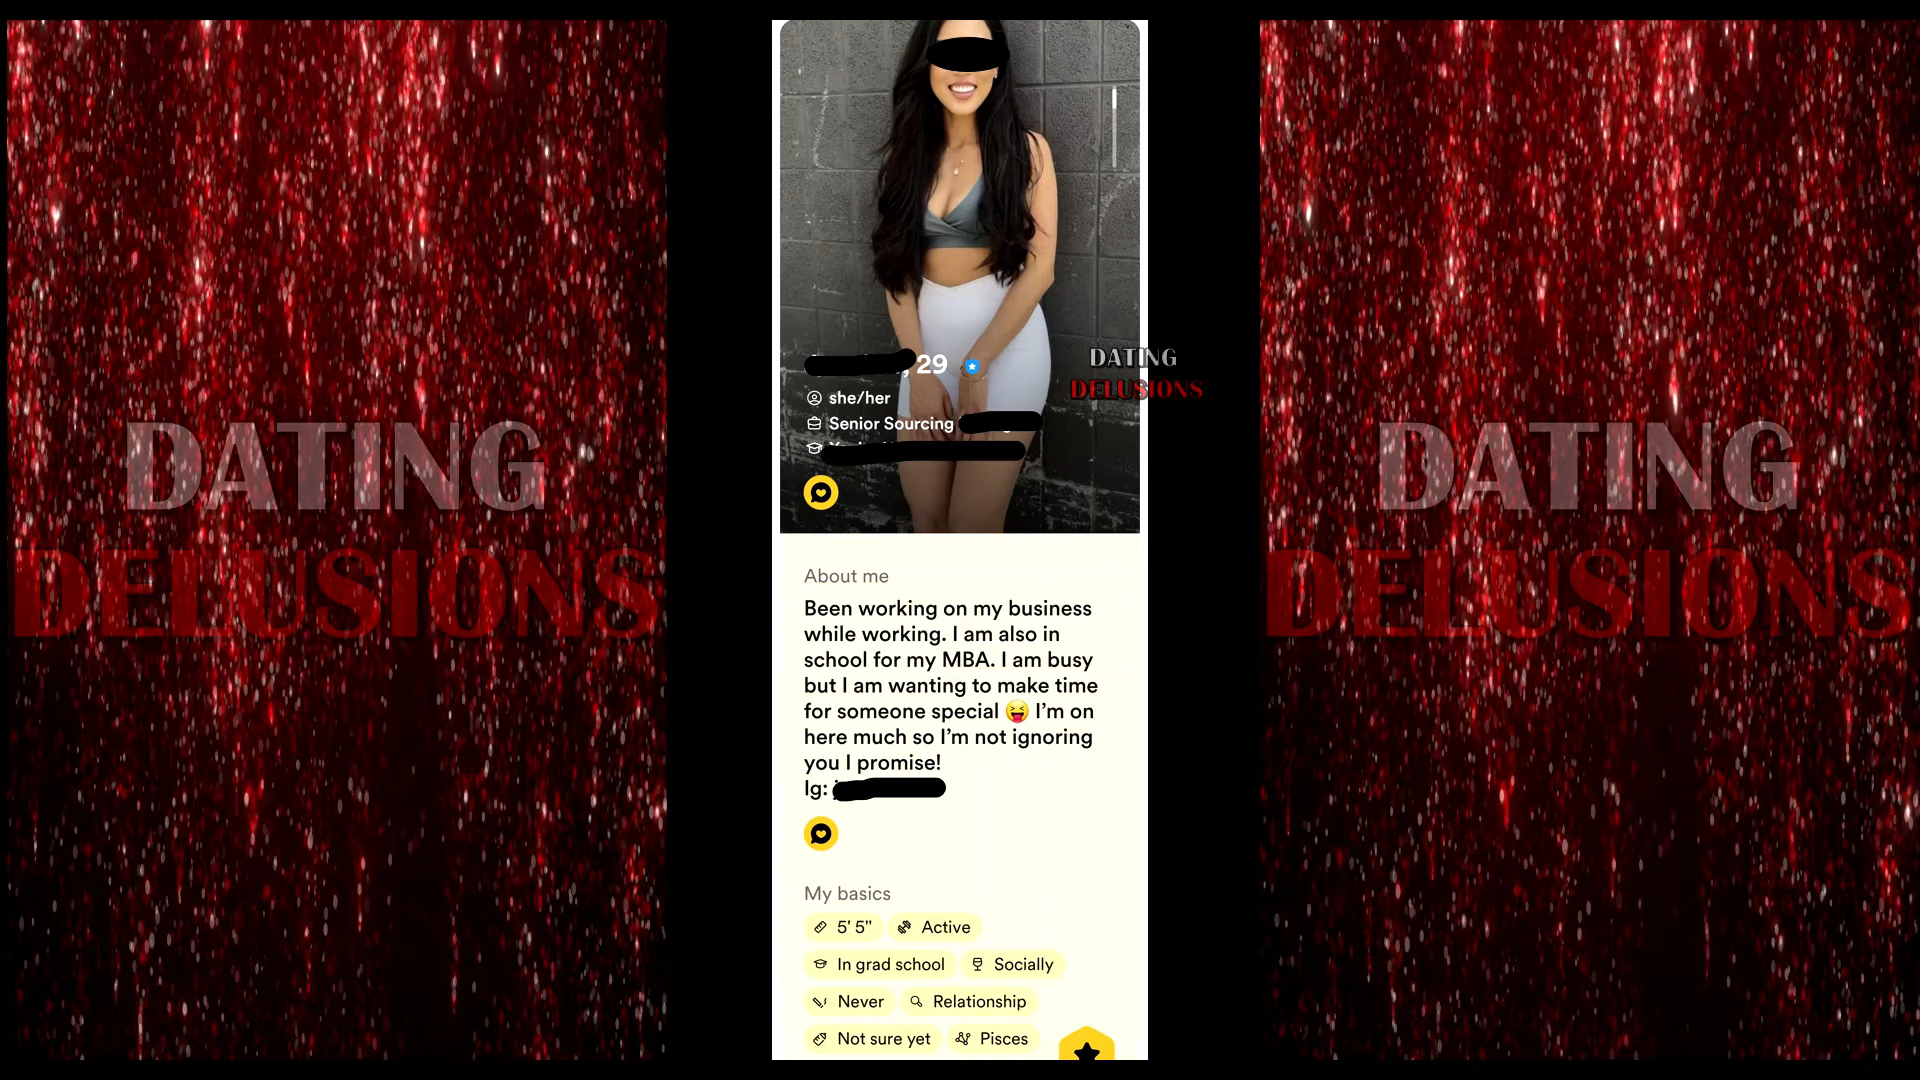 DATING
DELUSIONS
, 29
she/her
Senior Sourcing
DATING
DELUSIONS
About me
Been working on my business
while working. I am also in
school for my MBA. I am busy
but I am wanting to make time
for someone special 😝 I’m on
here much so I’m not ignoring
you I promise!
Ig:
My basics
5' 5"
Active
In grad school
Socially
Never
Relationship
Not sure yet
Pisces
DATING
DELUSIONS